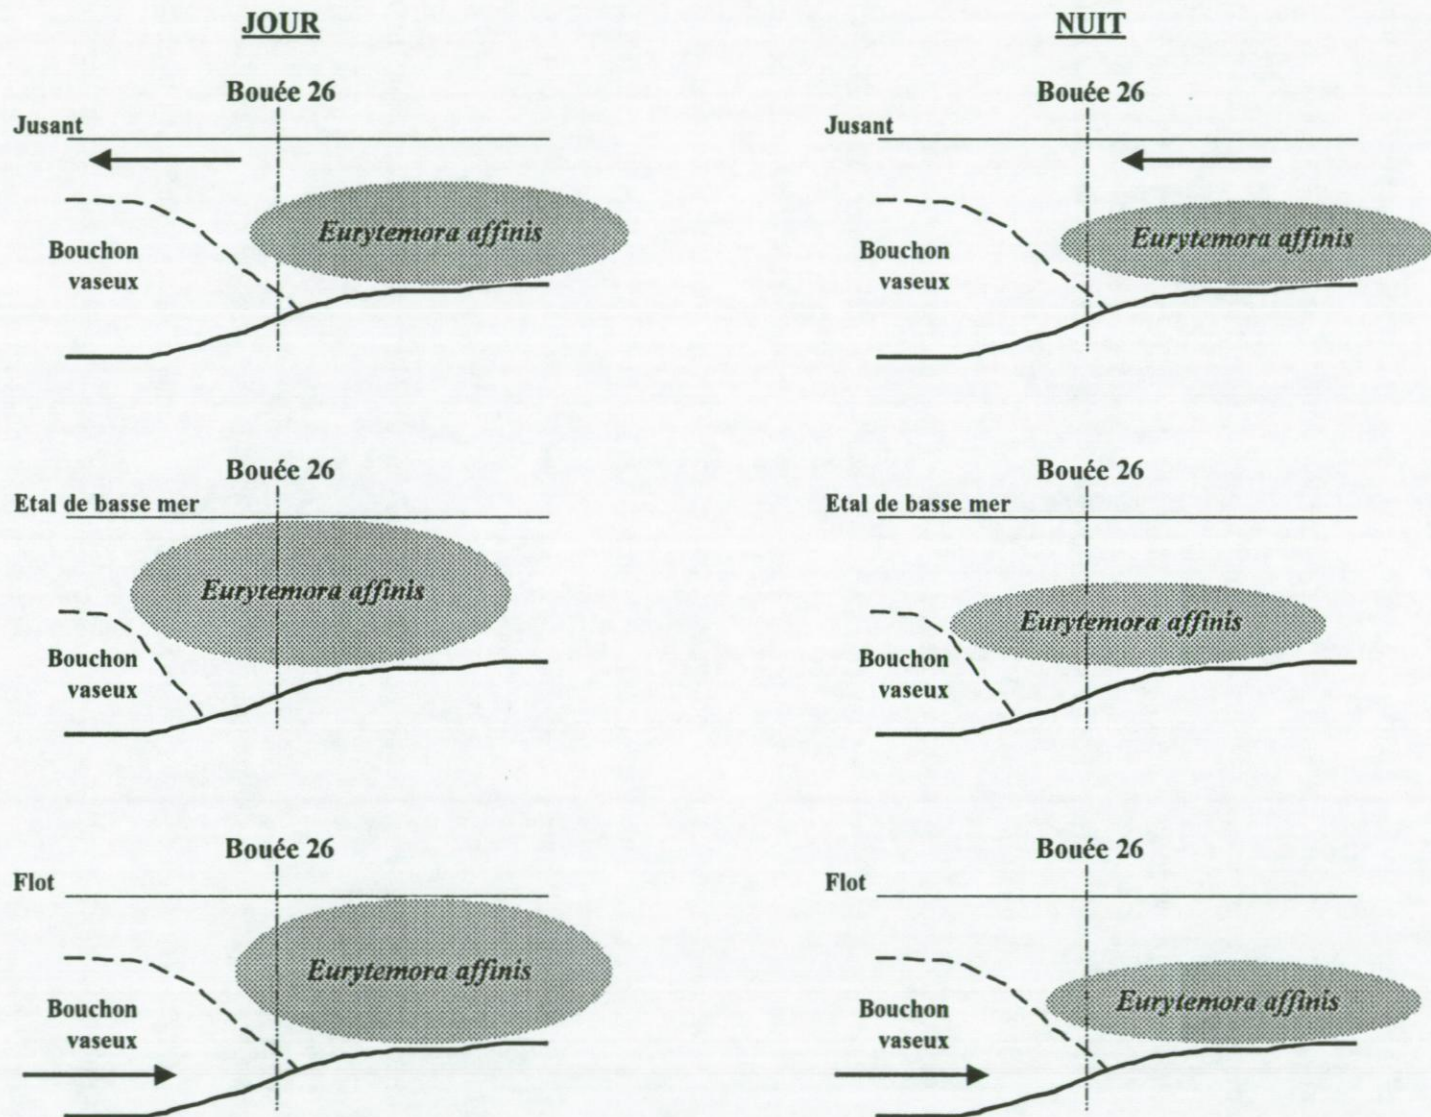 JOUR
NUIT
Bouée 26
Bouée 26
Jusant
Jusant
Eurytemora affinis
Eurytemora affinis
Bouchon
vaseux
Bouchon
vaseux
Bouée 26
Bouée 26
Etal de basse mer
Etal de basse mer
Eurytemora affinis
Eurytemora affinis
Bouchon
vaseux
Bouchon
vaseux
Bouée 26
Bouée 26
Flot
Flot
Eurytemora affinis
Eurytemora affinis
Bouchon
vaseux
Bouchon
vaseux